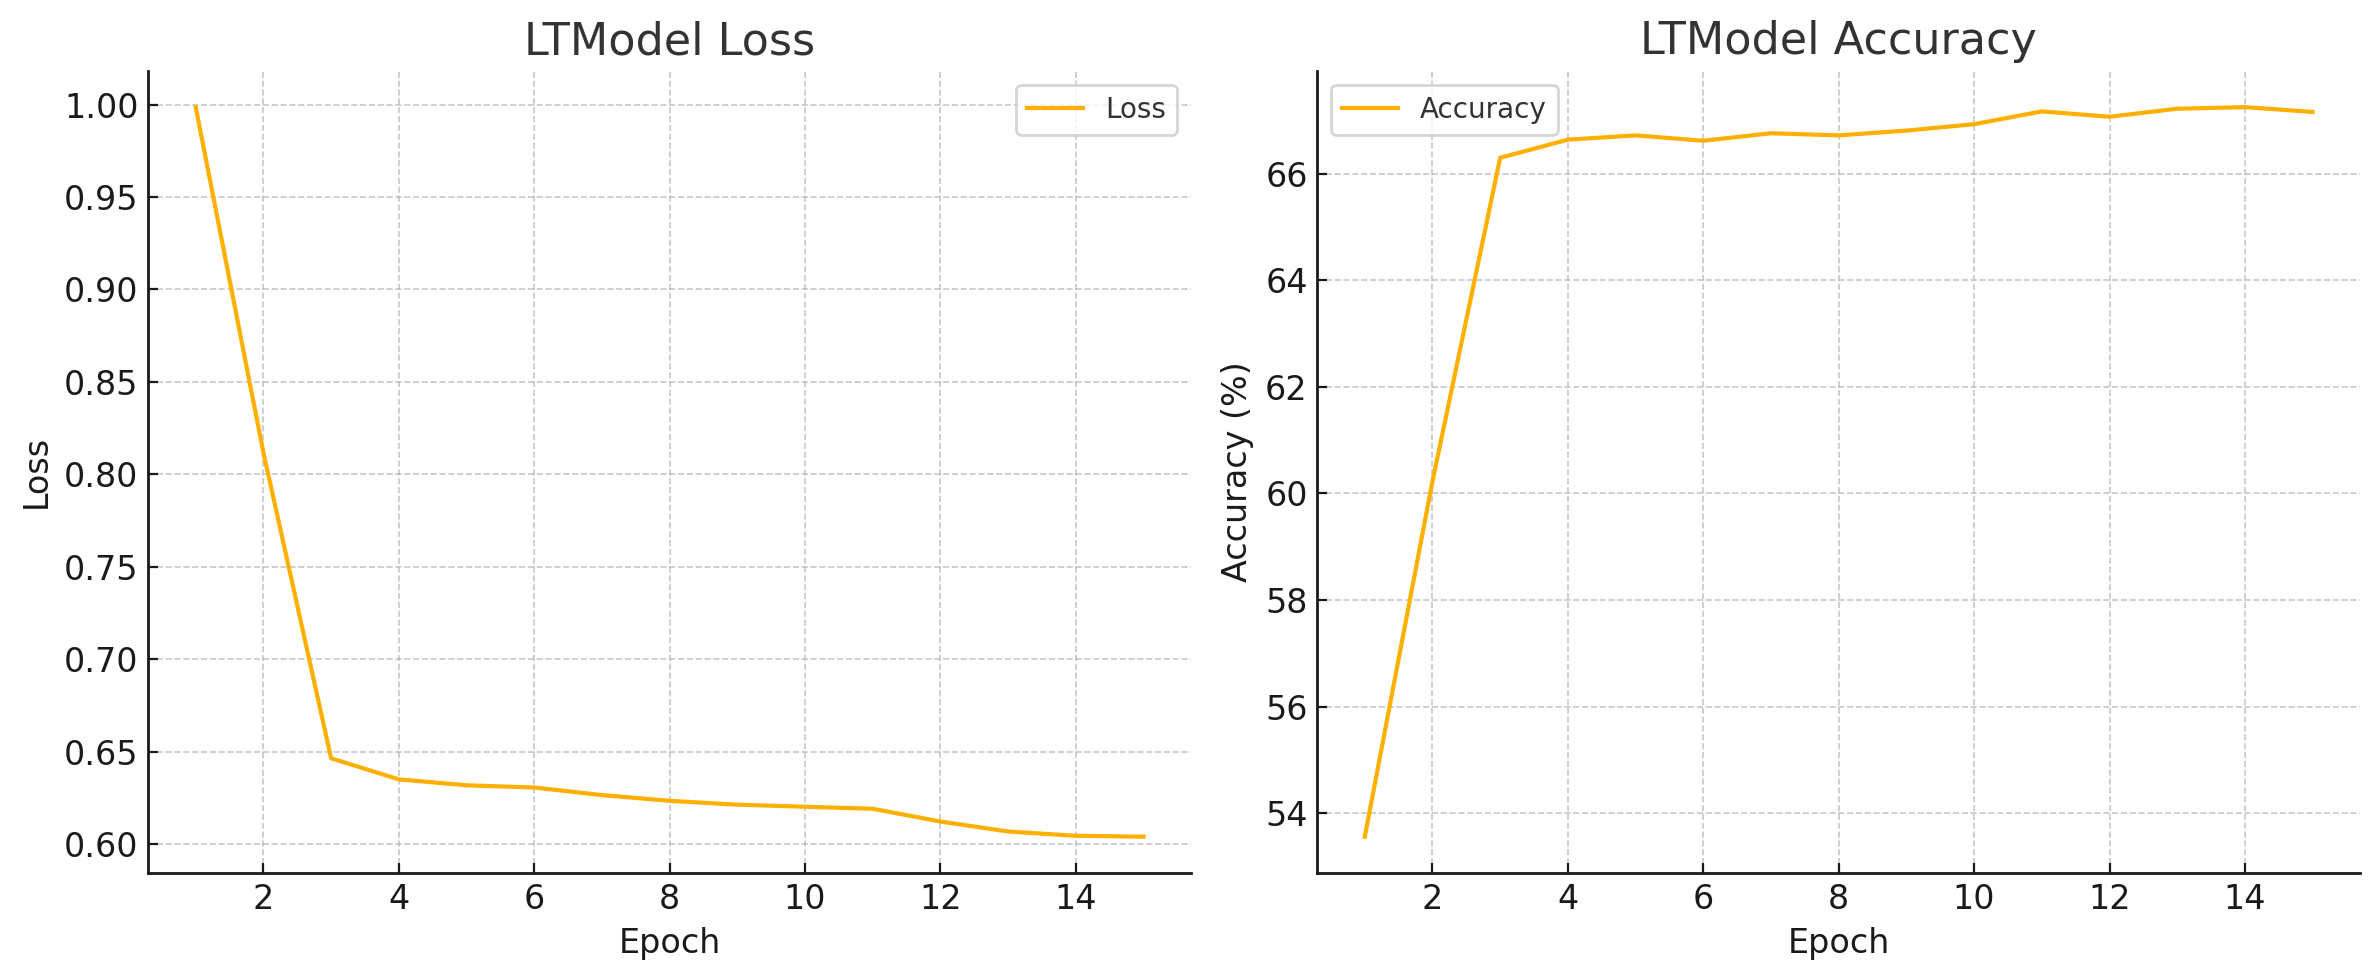 LTModel Loss
Loss
1.00
0.95
0.90
0.85
0.80
0.75
0.70
0.65
0.60
Loss
2 4 6 8 10 12 14
Epoch
LTModel Accuracy
Accuracy
66
64
62
60
58
56
54
Accuracy (%)
2 4 6 8 10 12 14
Epoch